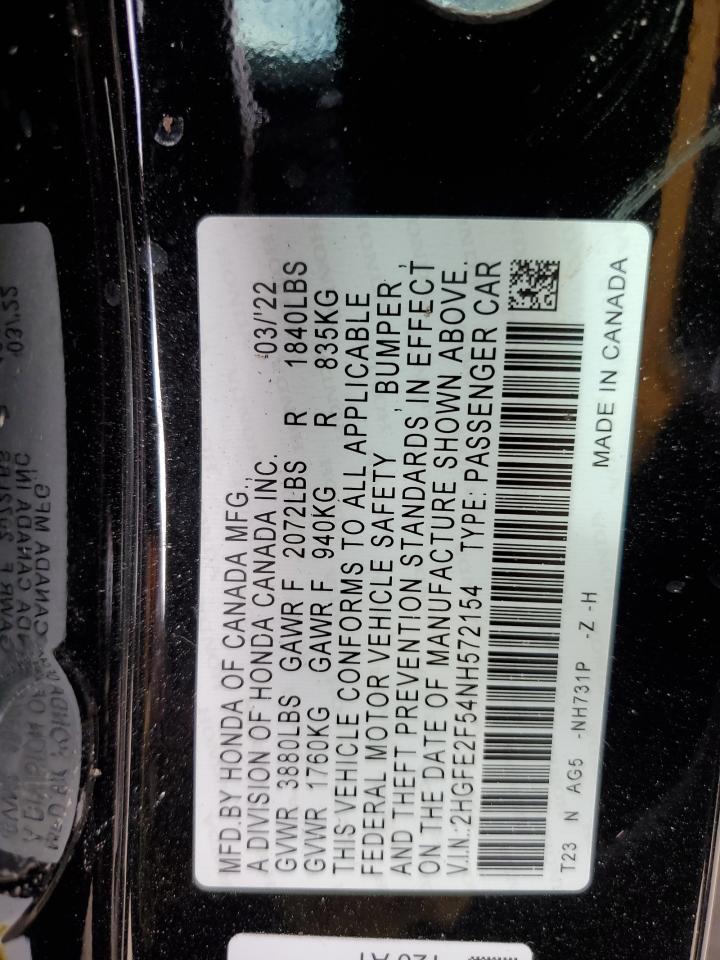 MFD.BY HONDA OF CANADA MFG.,
A DIVISION OF HONDA CANADA INC. 03/'22
GVWR 3880LBS GAWR F 2072LBS R 1840LBS
GVWR 1760KG GAWR F 940KG R 835KG
THIS VEHICLE CONFORMS TO ALL APPLICABLE
FEDERAL MOTOR VEHICLE SAFETY, BUMPER,
AND THEFT PREVENTION STANDARDS IN EFFECT
ON THE DATE OF MANUFACTURE SHOWN ABOVE.
V.I.N.:2HGFE2F54NH572154 TYPE: PASSENGER CAR
T23 N AG5 -NH731P -Z -H MADE IN CANADA